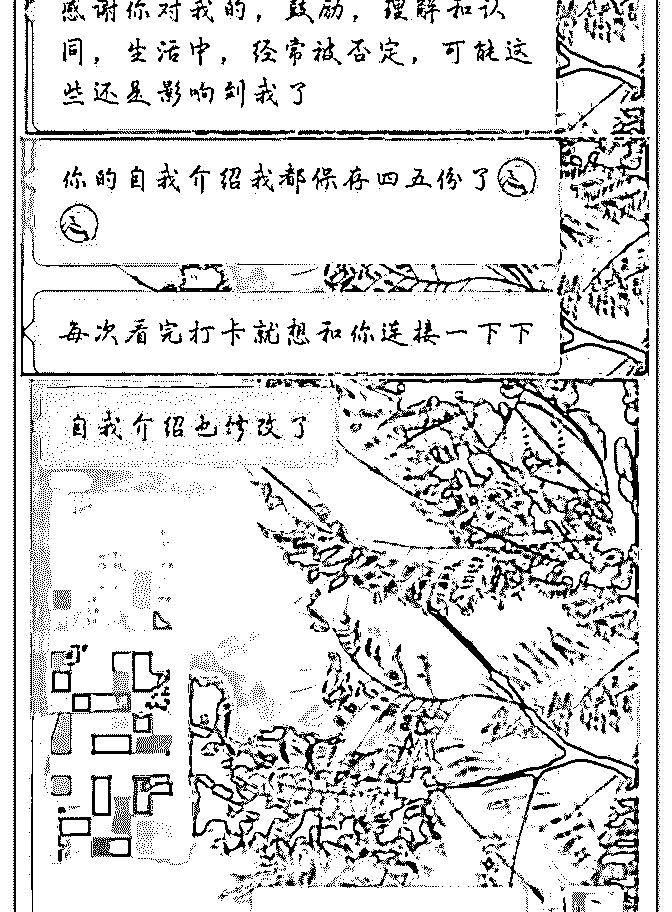 感谢你对我的，鼓励，理解和认
同，生活中，经常被否定，可能这
些还是影响到我了
你的自我介绍我都保存四五份了
每次看完打卡就想和你连接一下下
自我介绍也修改了